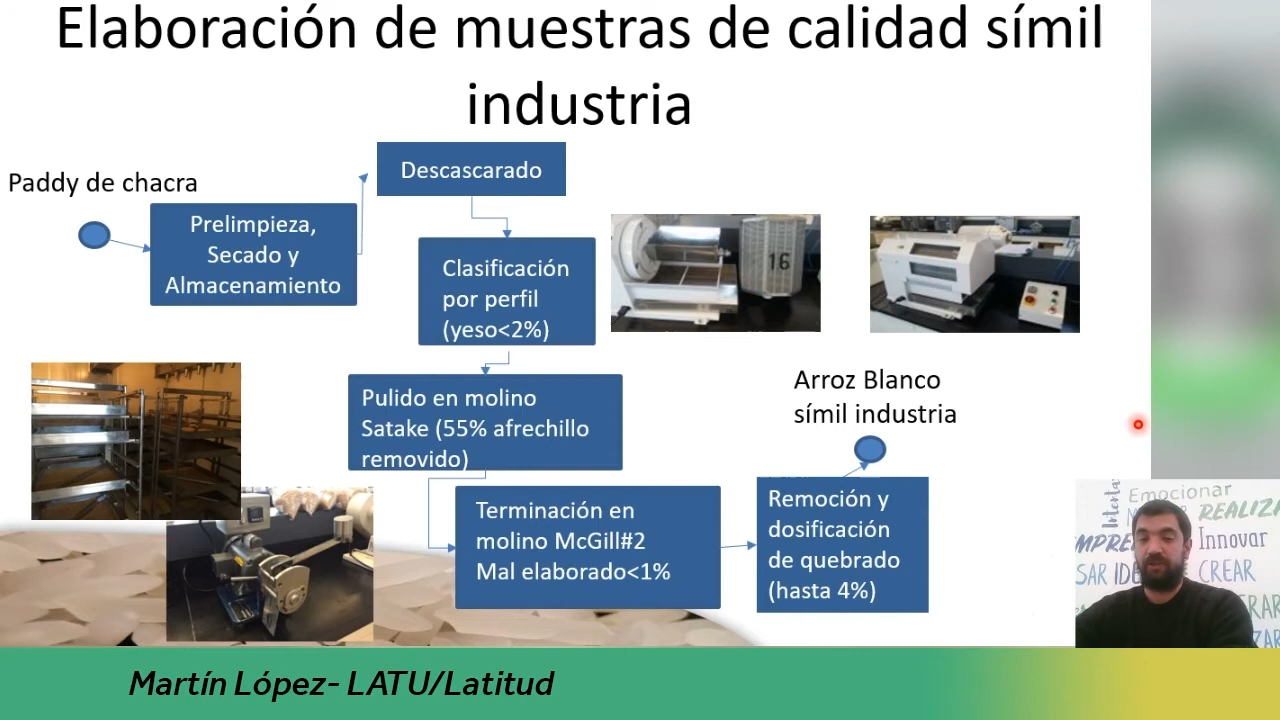 Elaboración de muestras de calidad símil
industria
Paddy de chacra
Prelimpieza,
Secado y
Almacenamiento
Descascarado
Clasificación
por perfil
(yeso<2%)
16
Pulido en molino
Satake (55% afrechillo
removido)
Terminación en
molino McGill#2
Mal elaborado<1%
Remoción y
dosificación
de quebrado
(hasta 4%)
Arroz Blanco
símil industria
Emocionar
REALIZA
Innovar
CREAR
Martín López- LATU/Latitud